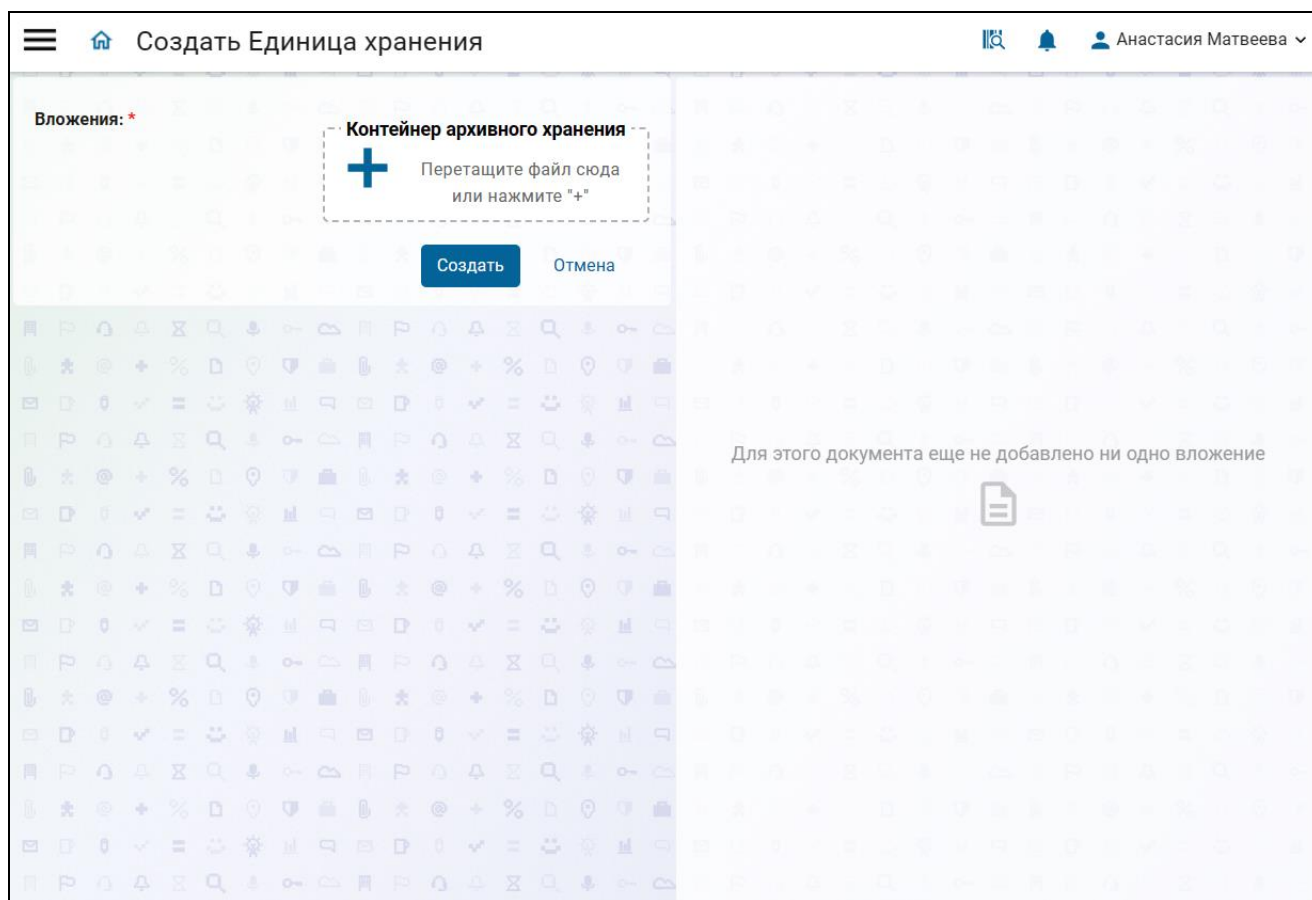 Создать Единица хранения
Анастасия Матвеева
Вложения: *
Контейнер архивного хранения
Перетащите файл сюда
или нажмите "+"
Создать
Отмена
Для этого документа еще не добавлено ни одно вложение